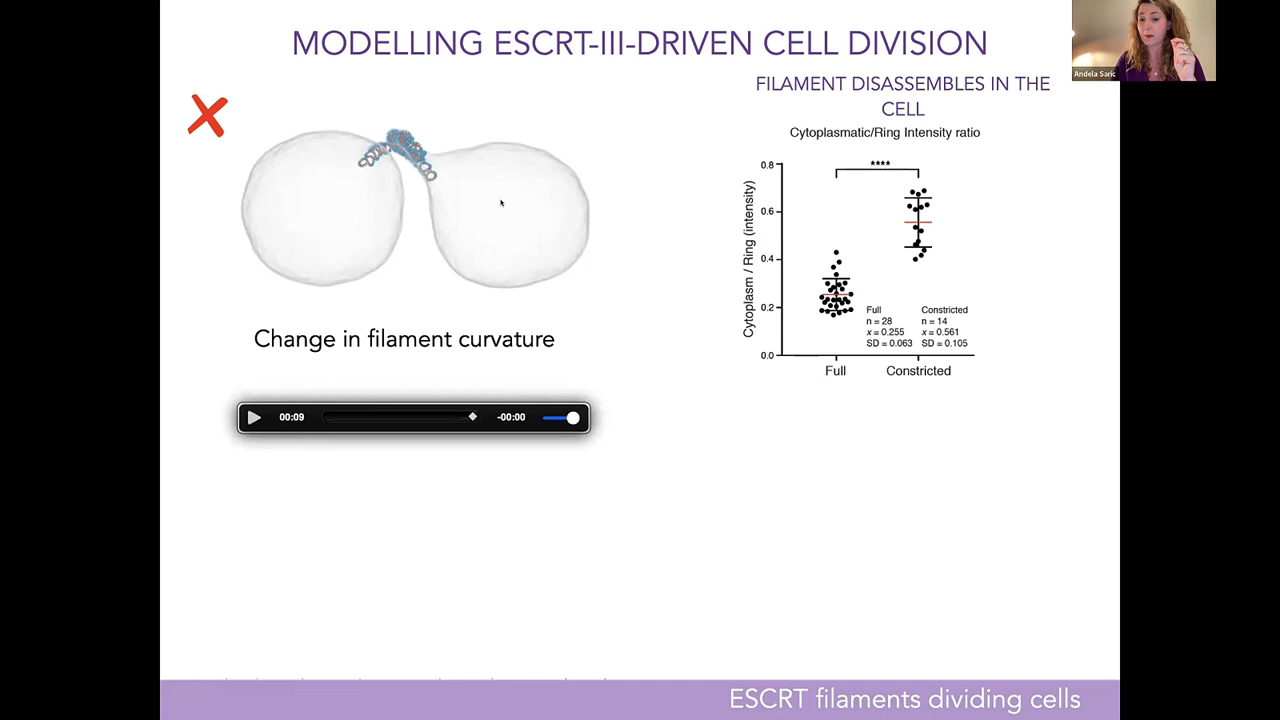 MODELLING ESCRT-III-DRIVEN CELL DIVISION
Andela Saric
FILAMENT DISASSEMBLES IN THE
CELL
Cytoplasmatic/Ring Intensity ratio
****
Cytoplasm / Ring (intensity)
0.8
0.6
0.4
0.2
0.0
Full
n = 28
x = 0.255
SD = 0.063
Constricted
n = 14
x = 0.561
SD = 0.105
Full
Constricted
Change in filament curvature
00:09
-00:00
ESCRT filaments dividing cells